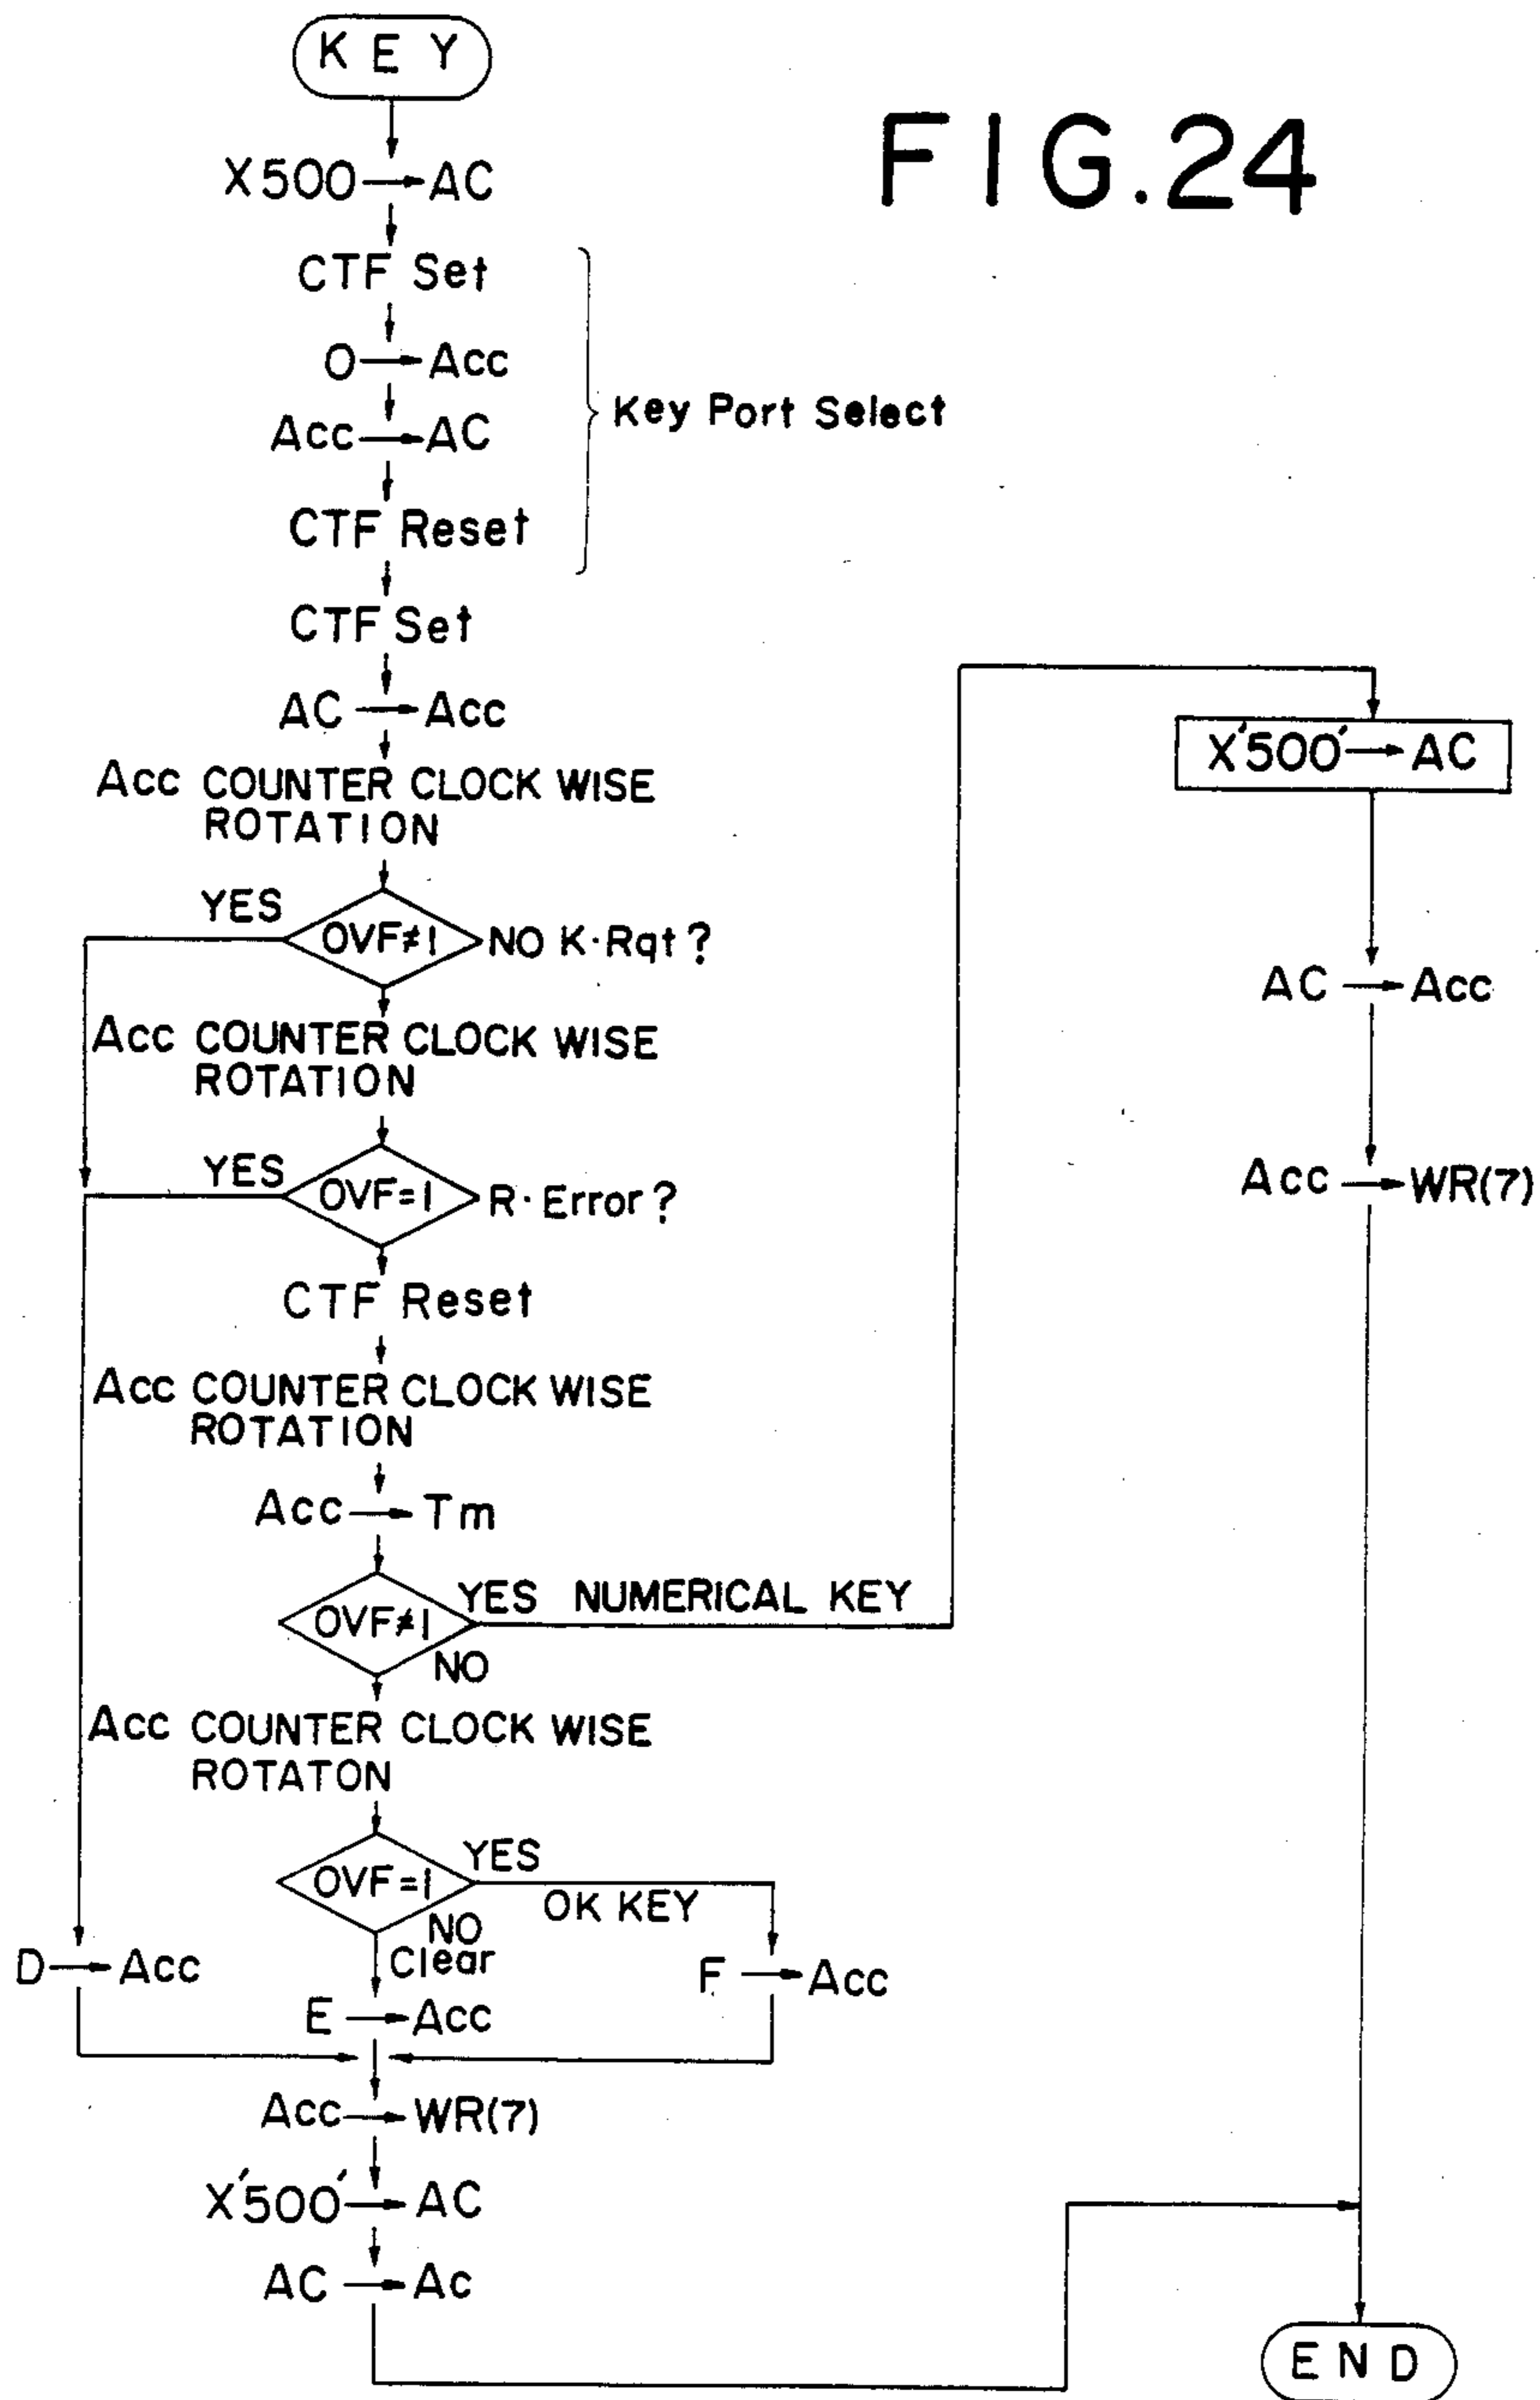 K E Y
FIG.24
X500→AC
CTF Set
O→Acc
Acc→AC
CTF Reset
Key Port Select
CTF Set
AC→Acc
Acc COUNTER CLOCK WISE
ROTATION
YES
OVF≠1
NO K·Rqt?
Acc COUNTER CLOCK WISE
ROTATION
YES
OVF=1
R·Error?
CTF Reset
Acc COUNTER CLOCK WISE
ROTATION
Acc→Tm
OVF≠1
YES NUMERICAL KEY
NO
Acc COUNTER CLOCK WISE
ROTATON
OVF=1
YES
OK KEY
NO
Clear
D→Acc
E→Acc
F→Acc
Acc→WR(7)
X'500'→AC
AC→Ac
X'500'→AC
AC→Acc
Acc→WR(7)
E N D